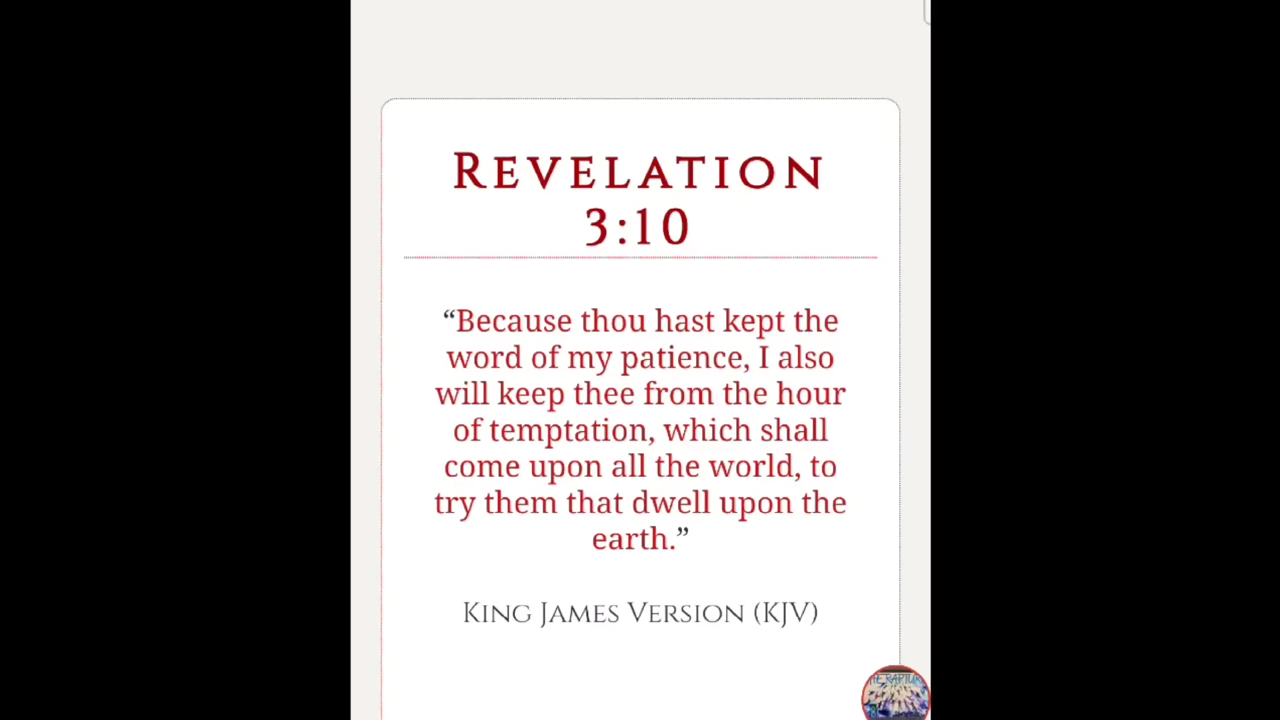 REVELATION
3:10
“Because thou hast kept the
word of my patience, I also
will keep thee from the hour
of temptation, which shall
come upon all the world, to
try them that dwell upon the
earth.”
KING JAMES VERSION (KJV)